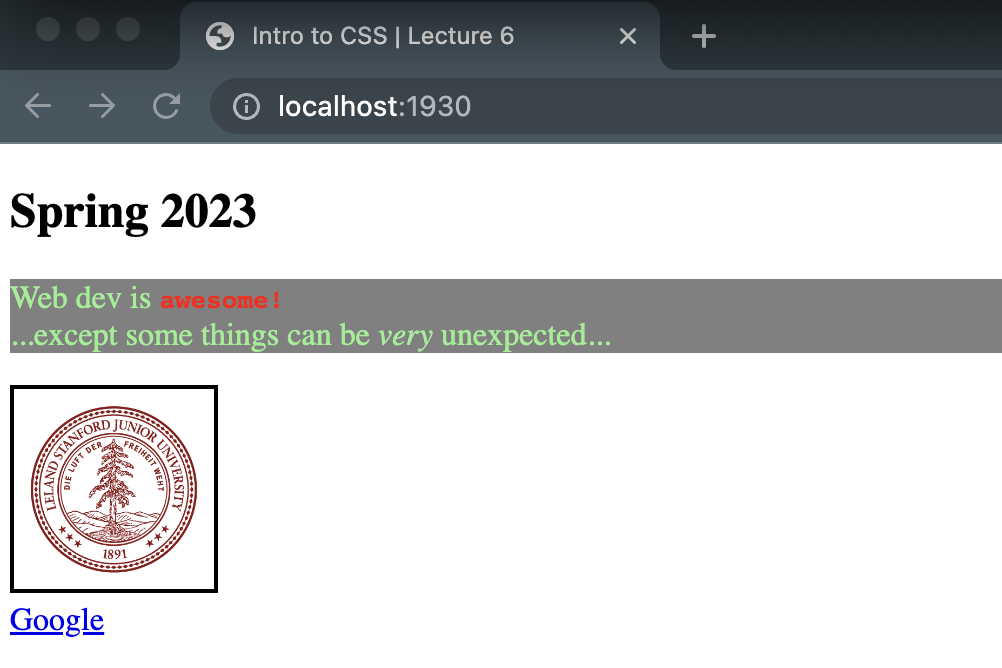 Intro to CSS | Lecture 6
localhost:1930
Spring 2023
Web dev is awesome!
...except some things can be very unexpected...
LELAND STANFORD JUNIOR UNIVERSITY
DIE LUFT DER FREIHEIT WEHT
1891
Google